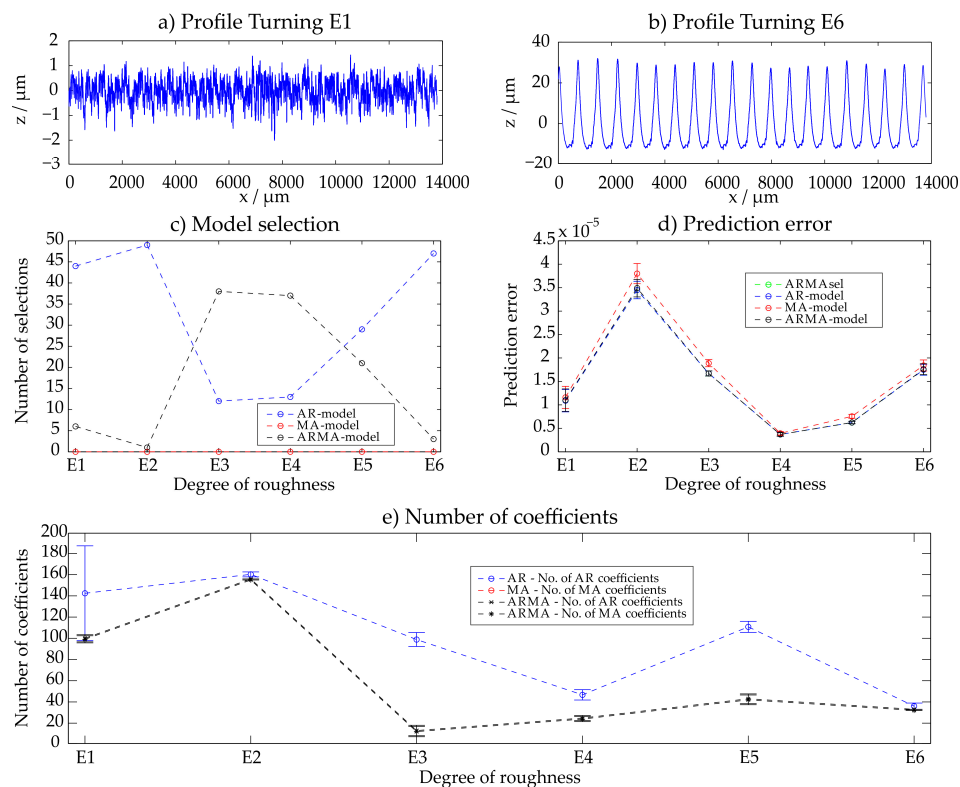 a) Profile Turning E1
2
1
0
−1
−2
−3
z / µm
0 2000 4000 6000 8000 10000 12000 14000
x / µm
b) Profile Turning E6
40
20
0
−20
z / µm
0 2000 4000 6000 8000 10000 12000 14000
x / µm
c) Model selection
50
45
40
35
30
25
20
15
10
5
0
Number of selections
AR-model
MA-model
ARMA-model
E1 E2 E3 E4 E5 E6
Degree of roughness
d) Prediction error
x 10⁻⁵
4.5
3.5
2.5
1.5
0.5
0
Prediction error
ARMAsel
AR-model
MA-model
ARMA-model
E1 E2 E3 E4 E5 E6
Degree of roughness
e) Number of coefficients
200
180
160
140
120
100
80
60
40
20
0
Number of coefficients
AR - No. of AR coefficients
MA - No. of MA coefficients
ARMA - No. of AR coefficients
ARMA - No. of MA coefficients
E1 E2 E3 E4 E5 E6
Degree of roughness